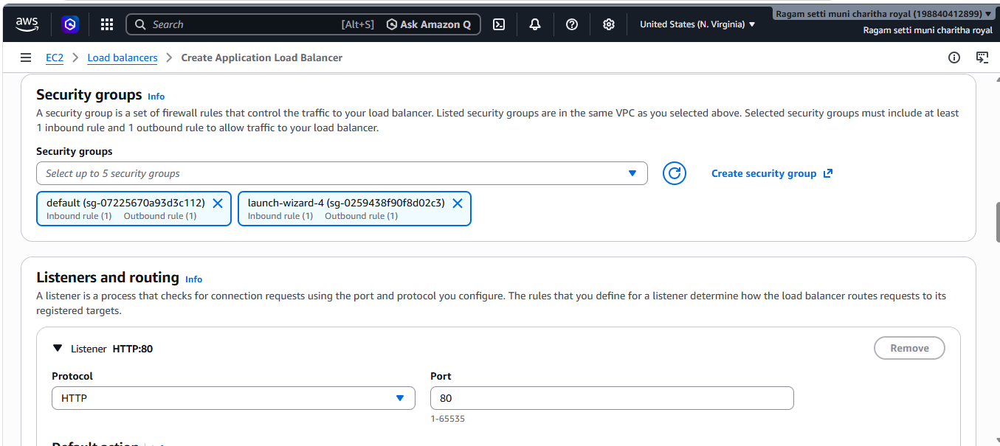 aws
Search [Alt+S] Ask Amazon Q
United States (N. Virginia) ▼
Ragam setti muni charitha royal (198840412899) ▼
Ragam setti muni charitha royal
EC2 > Load balancers > Create Application Load Balancer
Security groups Info
A security group is a set of firewall rules that control the traffic to your load balancer. Listed security groups are in the same VPC as you selected above. Selected security groups must include at least
1 inbound rule and 1 outbound rule to allow traffic to your load balancer.
Security groups
Select up to 5 security groups
Create security group
default (sg-07225670a93d3c112)
Inbound rule (1) Outbound rule (1)
launch-wizard-4 (sg-0259438f90f8d02c3)
Inbound rule (1) Outbound rule (1)
Listeners and routing Info
A listener is a process that checks for connection requests using the port and protocol you configure. The rules that you define for a listener determine how the load balancer routes requests to its
registered targets.
Listener HTTP:80
Remove
Protocol
HTTP
Port
80
1-65535
Default action